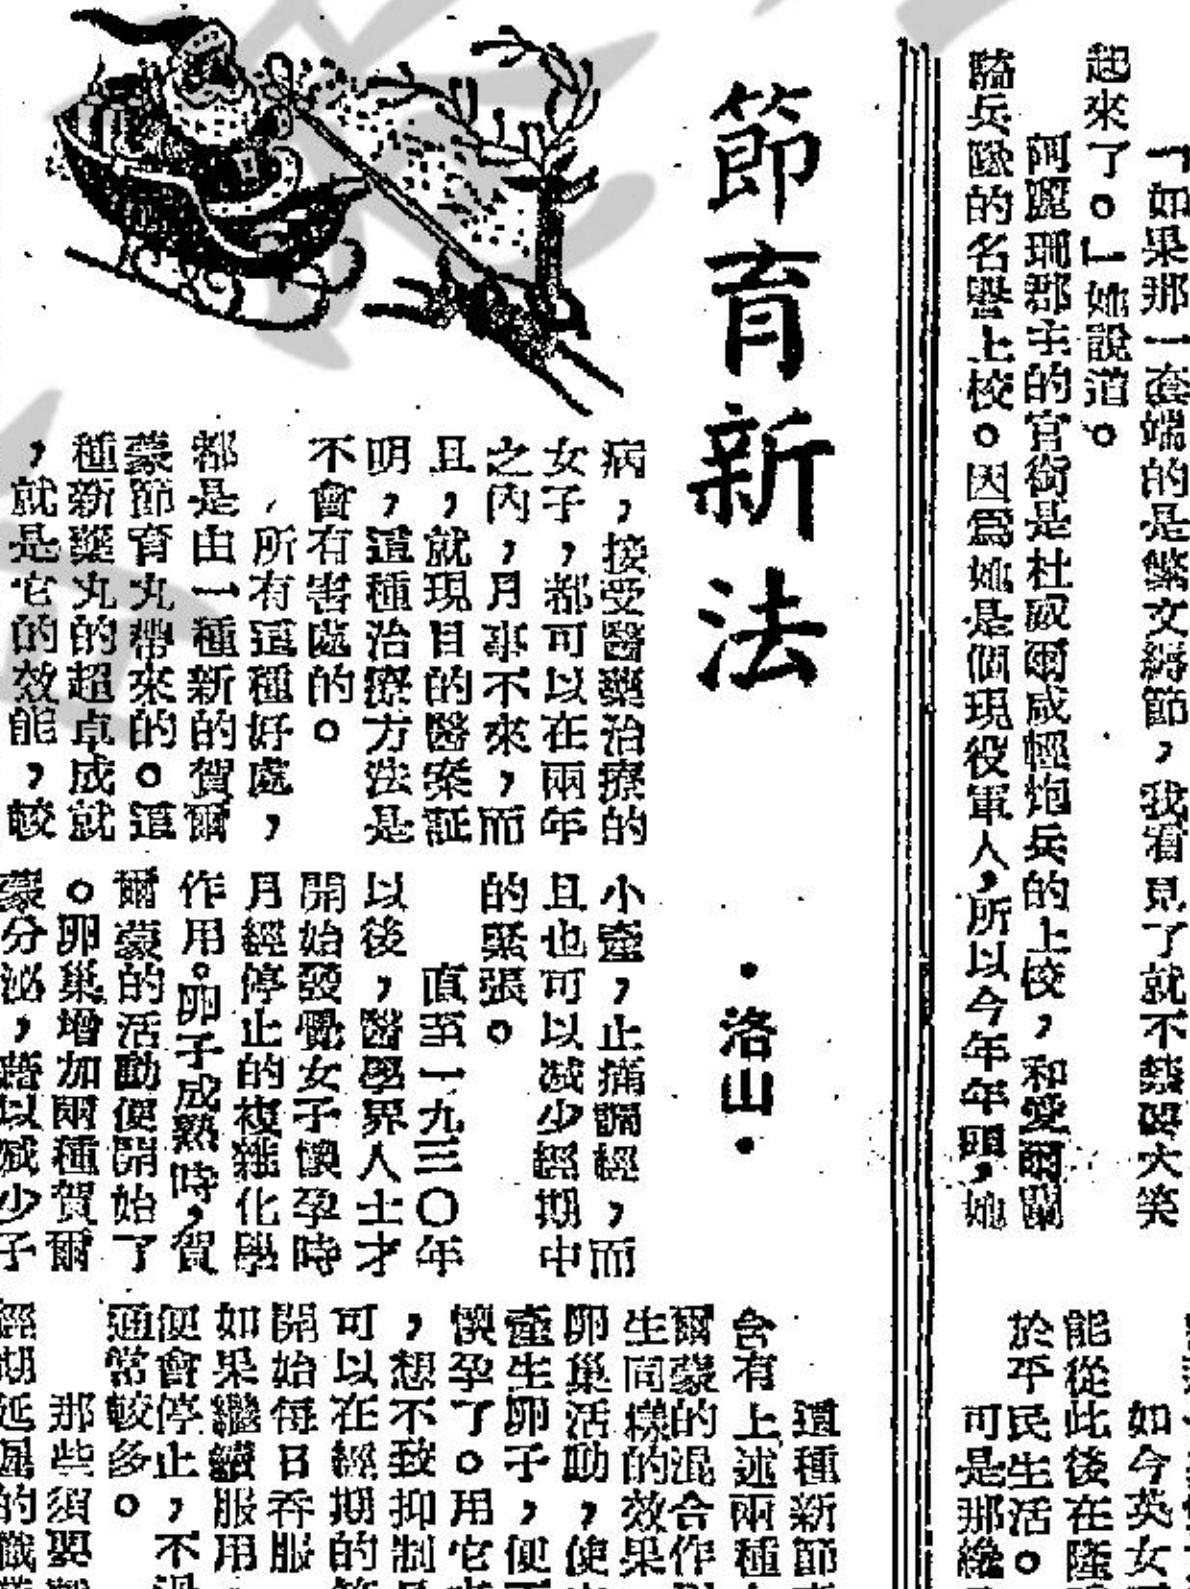 「如果那一套端的是繁文縟節，我看見了就不禁要大笑
起來了。」她說道。
阿麗珊郡主的官銜是杜威爾咸輕炮兵的上校，和愛爾蘭
騎兵隊的名譽上校。因爲她是個現役軍人，所以今年年頭，她
如今英女
能從此後在隆
於平民生活。
可是那纔
節育新法
·洛山·
病，接受醫藥治療的
女子，都可以在兩年
之內，月事不來，而
且，就現目的醫案証
明，這種治療方法是
不會有害處的。
所有這種好處，
都是由一種新的賀爾
蒙節育丸帶來的。這
種新藥丸的超卓成就
，就是它的效能，較
小產，止痛調經，而
且也可以減少經期中
的緊張。
直至一九三〇年
以後，醫學界人士才
開始發覺女子懷孕時
月經停止的複雜化學
作用。卵子成熟時，賀
爾蒙的活動便開始了
。卵巢增加兩種賀爾
蒙分泌，藉以減少子
這種新節
含有上述兩種
爾蒙的混合作
生同樣的效果
卵巢活動，使
產生卵子，便
懷孕了。用它
，想不致抑制
可以在經期的
開始每日吞服
如果繼續服用
便會停止，不
通常較多。
那些須要
經期延遲的職